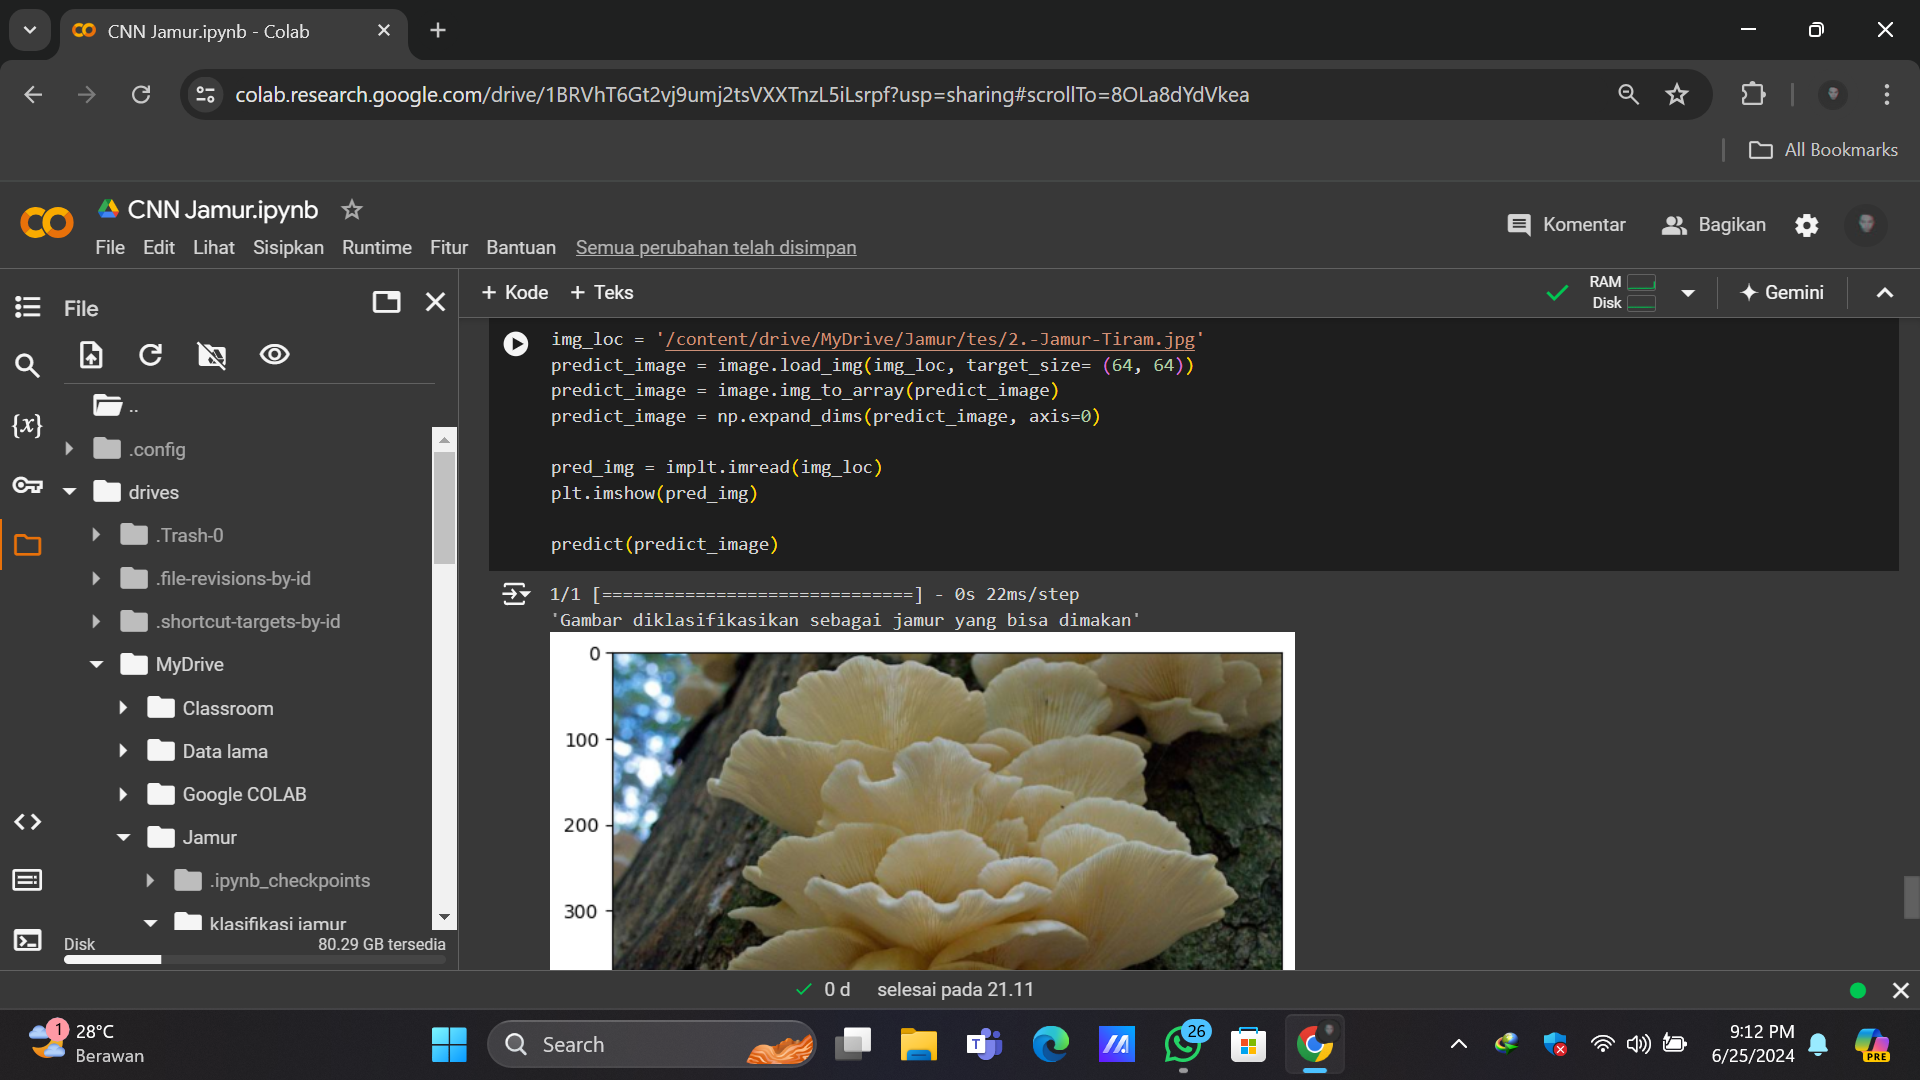 CNN Jamur.ipynb - Colab
colab.research.google.com/drive/1BRVhT6Gt2vj9umj2tsVXXTnzL5iLsrpf?usp=sharing#scrollTo=8OLa8dYdVkea
All Bookmarks
CNN Jamur.ipynb
File Edit Lihat Sisipkan Runtime Fitur Bantuan Semua perubahan telah disimpan
Komentar Bagikan
File
+ Kode + Teks
RAM
Disk
Gemini
{x}
..
.config
drives
.Trash-0
.file-revisions-by-id
.shortcut-targets-by-id
MyDrive
Classroom
Data lama
Google COLAB
Jamur
.ipynb_checkpoints
klasifikasi jamur
Disk 80.29 GB tersedia
img_loc = '/content/drive/MyDrive/Jamur/tes/2.-Jamur-Tiram.jpg'
predict_image = image.load_img(img_loc, target_size= (64, 64))
predict_image = image.img_to_array(predict_image)
predict_image = np.expand_dims(predict_image, axis=0)
pred_img = implt.imread(img_loc)
plt.imshow(pred_img)
predict(predict_image)
1/1 [==============================] - 0s 22ms/step
'Gambar diklasifikasikan sebagai jamur yang bisa dimakan'
0
100
200
300
0 d selesai pada 21.11
1
28°C
Berawan
Search
T
26
9:12 PM
6/25/2024
PRE